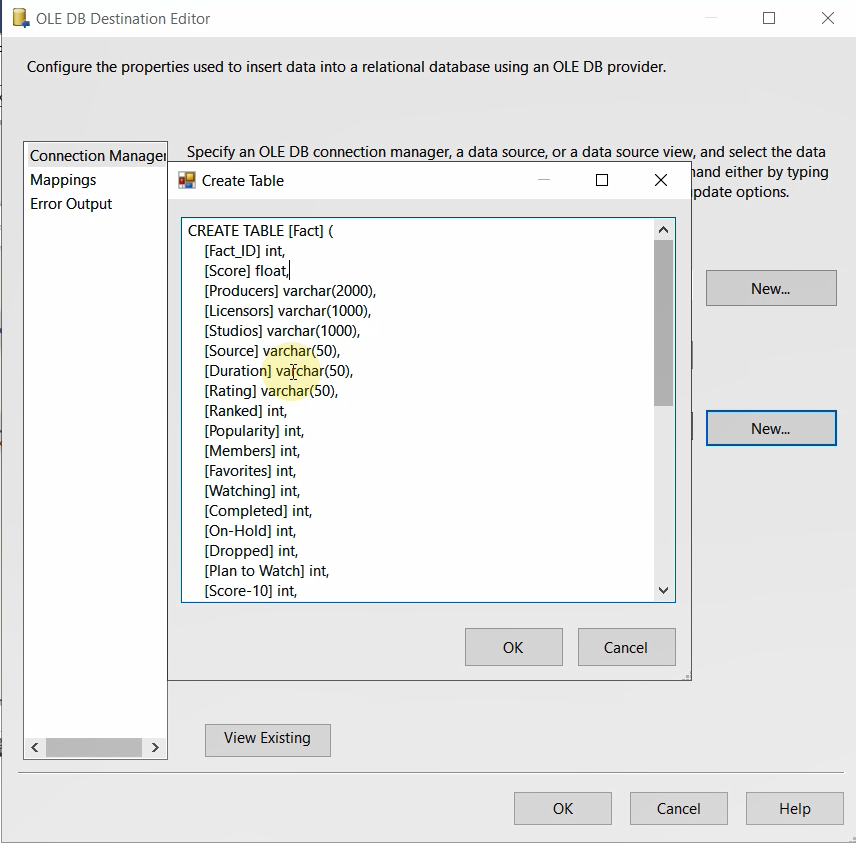 OLE DB Destination Editor
Configure the properties used to insert data into a relational database using an OLE DB provider.
Connection Manager
Mappings
Error Output
Specify an OLE DB connection manager, a data source, or a data source view, and select the data
and either by typing
update options.
Create Table
CREATE TABLE [Fact] (
[Fact_ID] int,
[Score] float,
[Producers] varchar(2000),
[Licensors] varchar(1000),
[Studios] varchar(1000),
[Source] varchar(50),
[Duration] varchar(50),
[Rating] varchar(50),
[Ranked] int,
[Popularity] int,
[Members] int,
[Favorites] int,
[Watching] int,
[Completed] int,
[On-Hold] int,
[Dropped] int,
[Plan to Watch] int,
[Score-10] int,
OK
Cancel
New...
New...
View Existing
OK
Cancel
Help